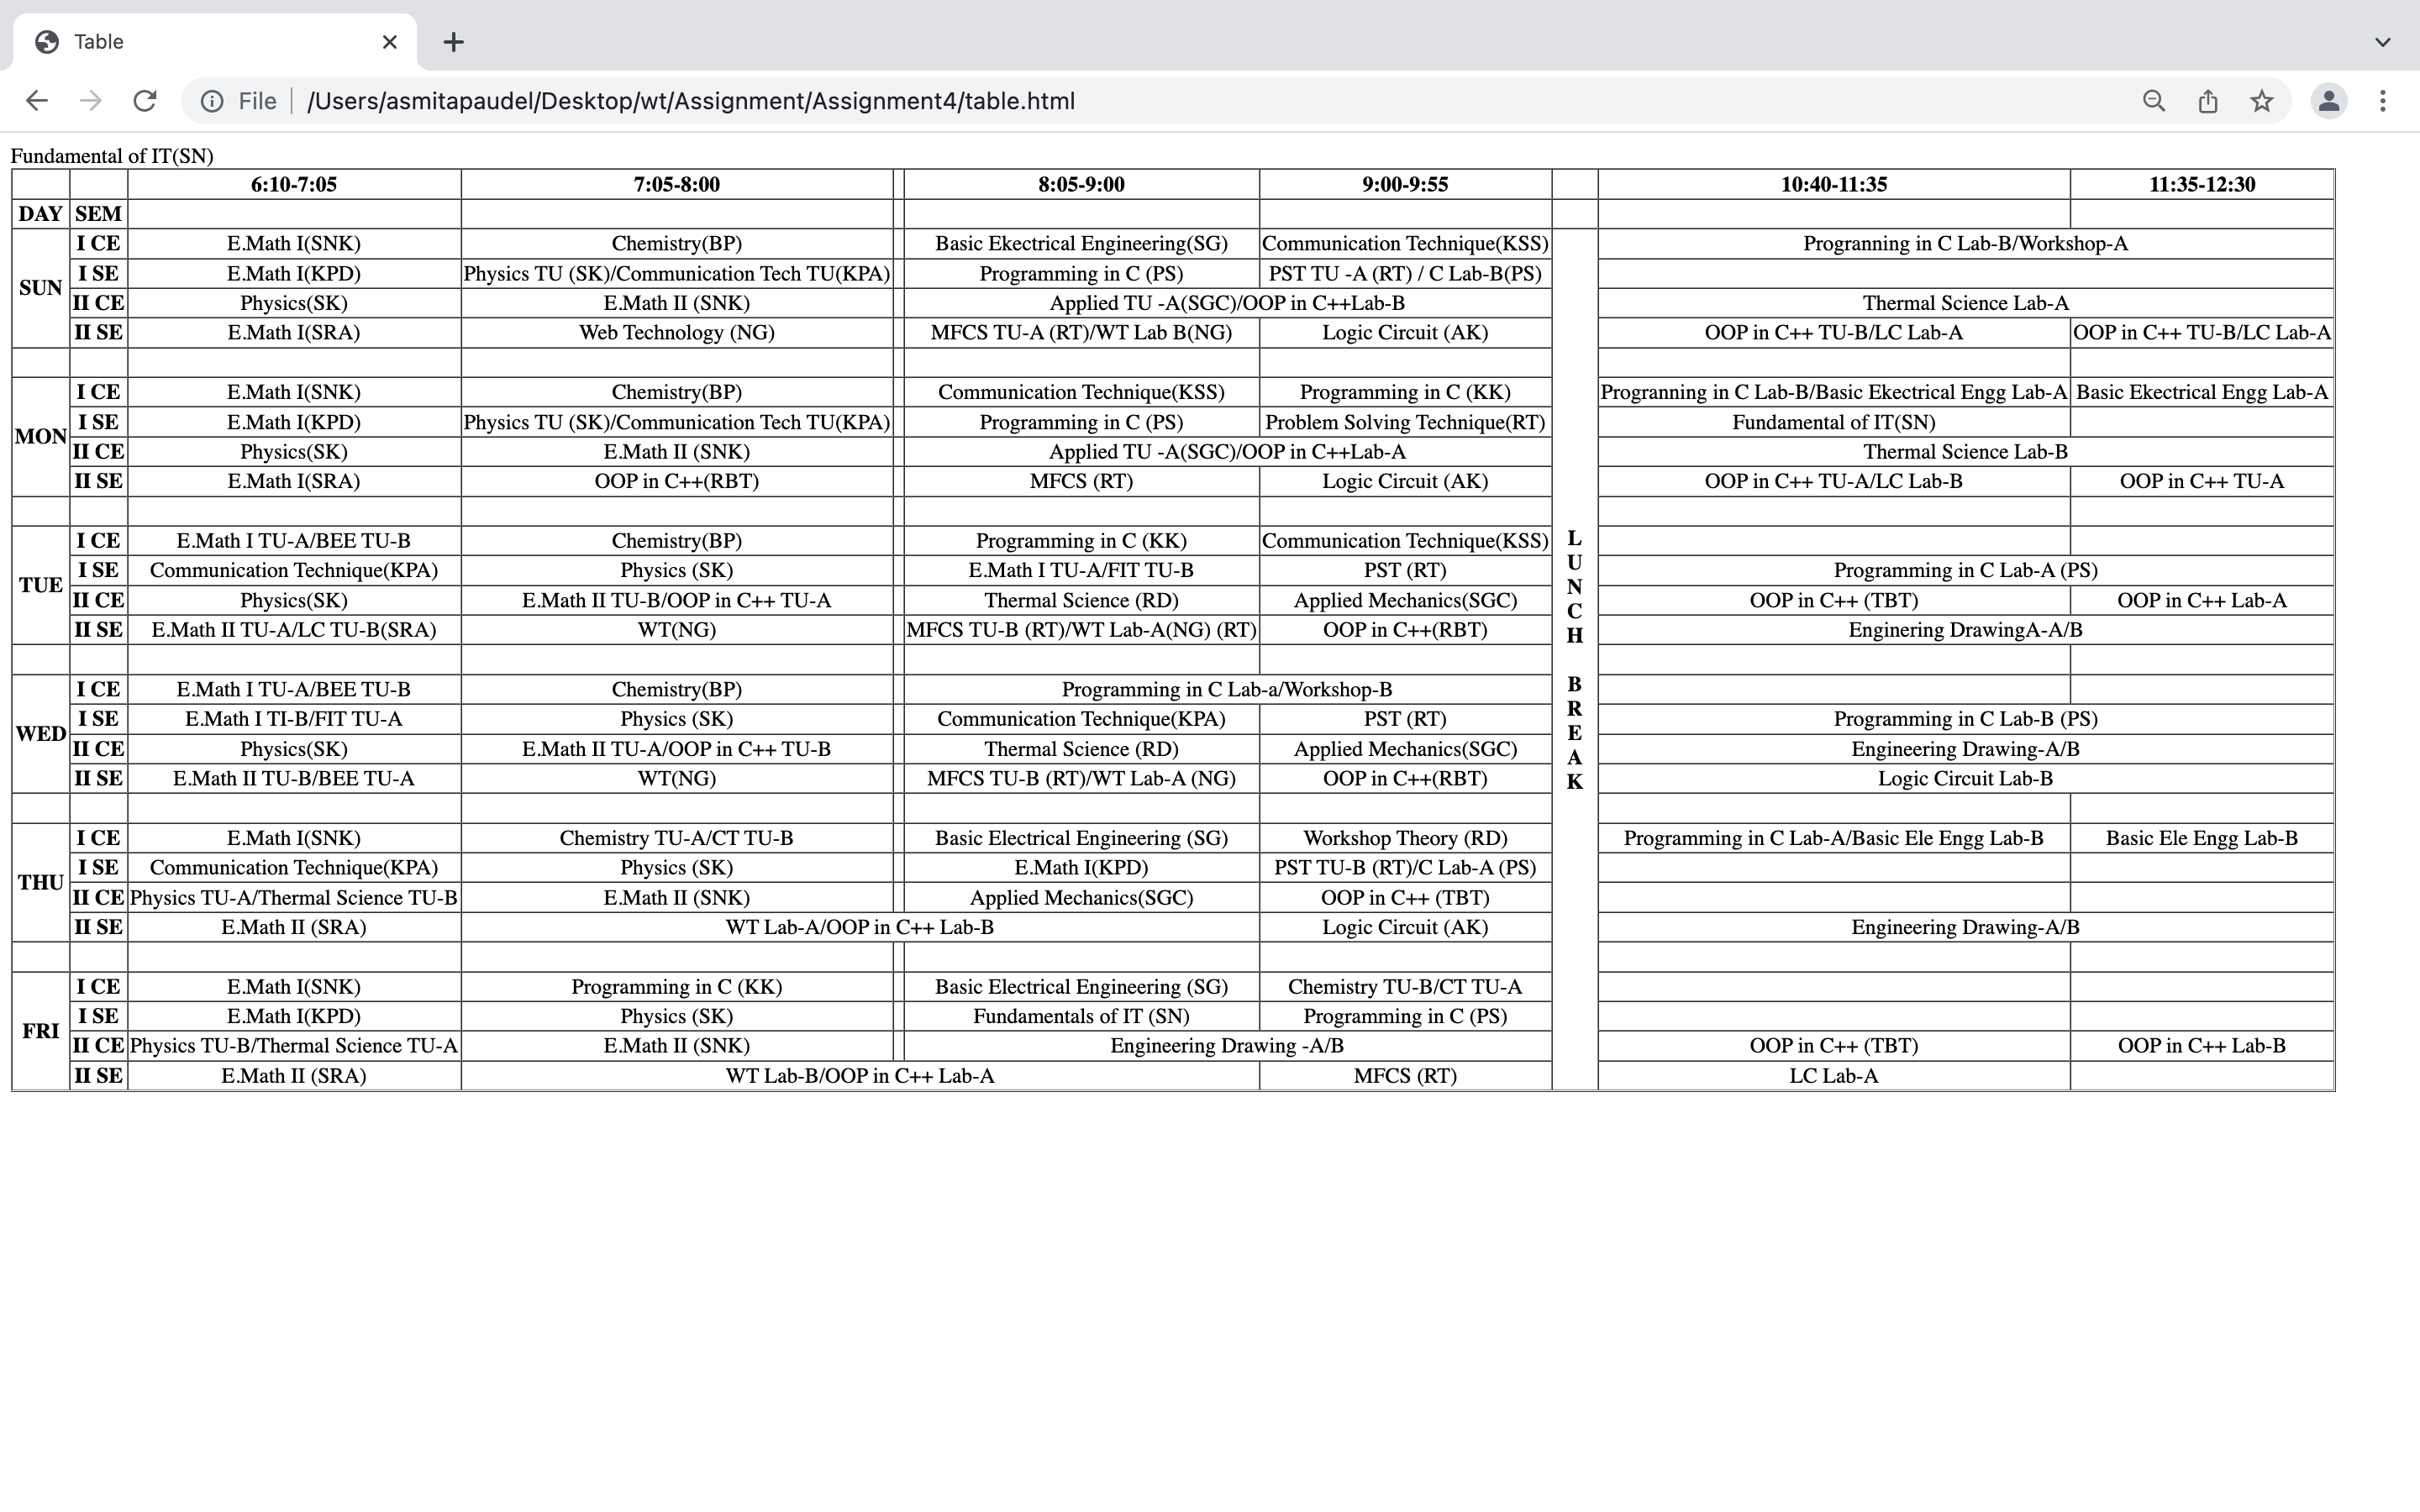 Table
File
/Users/asmitapaudel/Desktop/wt/Assignment/Assignment4/table.html
Fundamental of IT(SN)
6:10-7:05 7:05-8:00 8:05-9:00 9:00-9:55 10:40-11:35 11:35-12:30
DAY SEM
SUN
I CE E.Math I(SNK) Chemistry(BP) Basic Ekectrical Engineering(SG) Communication Technique(KSS) Progranning in C Lab-B/Workshop-A
I SE E.Math I(KPD) Physics TU (SK)/Communication Tech TU(KPA) Programming in C (PS) PST TU -A (RT) / C Lab-B(PS)
II CE Physics(SK) E.Math II (SNK) Applied TU -A(SGC)/OOP in C++Lab-B Thermal Science Lab-A
II SE E.Math I(SRA) Web Technology (NG) MFCS TU-A (RT)/WT Lab B(NG) Logic Circuit (AK) OOP in C++ TU-B/LC Lab-A OOP in C++ TU-B/LC Lab-A
MON
I CE E.Math I(SNK) Chemistry(BP) Communication Technique(KSS) Programming in C (KK) Progranning in C Lab-B/Basic Ekectrical Engg Lab-A Basic Ekectrical Engg Lab-A
I SE E.Math I(KPD) Physics TU (SK)/Communication Tech TU(KPA) Programming in C (PS) Problem Solving Technique(RT) Fundamental of IT(SN)
II CE Physics(SK) E.Math II (SNK) Applied TU -A(SGC)/OOP in C++Lab-A Thermal Science Lab-B
II SE E.Math I(SRA) OOP in C++(RBT) MFCS (RT) Logic Circuit (AK) OOP in C++ TU-A/LC Lab-B OOP in C++ TU-A
TUE
I CE E.Math I TU-A/BEE TU-B Chemistry(BP) Programming in C (KK) Communication Technique(KSS)
I SE Communication Technique(KPA) Physics (SK) E.Math I TU-A/FIT TU-B PST (RT) Programming in C Lab-A (PS)
II CE Physics(SK) E.Math II TU-B/OOP in C++ TU-A Thermal Science (RD) Applied Mechanics(SGC) OOP in C++ (TBT) OOP in C++ Lab-A
II SE E.Math II TU-A/LC TU-B(SRA) WT(NG) MFCS TU-B (RT)/WT Lab-A(NG) (RT) OOP in C++(RBT) Enginering DrawingA-A/B
L
U
N
C
H
B
R
E
A
K
WED
I CE E.Math I TU-A/BEE TU-B Chemistry(BP) Programming in C Lab-a/Workshop-B
I SE E.Math I TI-B/FIT TU-A Physics (SK) Communication Technique(KPA) PST (RT) Programming in C Lab-B (PS)
II CE Physics(SK) E.Math II TU-A/OOP in C++ TU-B Thermal Science (RD) Applied Mechanics(SGC) Engineering Drawing-A/B
II SE E.Math II TU-B/BEE TU-A WT(NG) MFCS TU-B (RT)/WT Lab-A (NG) OOP in C++(RBT) Logic Circuit Lab-B
THU
I CE E.Math I(SNK) Chemistry TU-A/CT TU-B Basic Electrical Engineering (SG) Workshop Theory (RD) Programming in C Lab-A/Basic Ele Engg Lab-B Basic Ele Engg Lab-B
I SE Communication Technique(KPA) Physics (SK) E.Math I(KPD) PST TU-B (RT)/C Lab-A (PS)
II CE Physics TU-A/Thermal Science TU-B E.Math II (SNK) Applied Mechanics(SGC) OOP in C++ (TBT)
II SE E.Math II (SRA) WT Lab-A/OOP in C++ Lab-B Logic Circuit (AK) Engineering Drawing-A/B
FRI
I CE E.Math I(SNK) Programming in C (KK) Basic Electrical Engineering (SG) Chemistry TU-B/CT TU-A
I SE E.Math I(KPD) Physics (SK) Fundamentals of IT (SN) Programming in C (PS)
II CE Physics TU-B/Thermal Science TU-A E.Math II (SNK) Engineering Drawing -A/B OOP in C++ (TBT) OOP in C++ Lab-B
II SE E.Math II (SRA) WT Lab-B/OOP in C++ Lab-A MFCS (RT) LC Lab-A